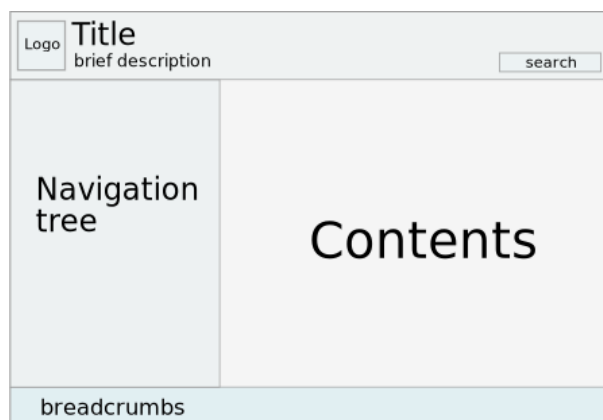 Logo
Title
brief description
search
Navigation
tree
Contents
breadcrumbs